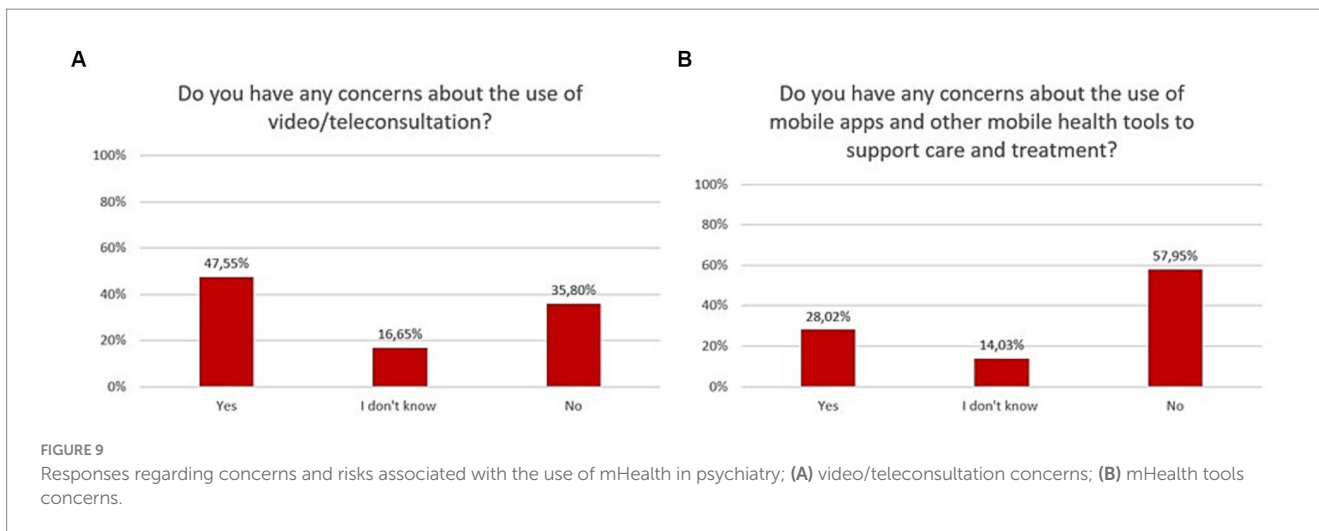 A
Do you have any concerns about the use of
video/teleconsultation?
100%
80%
60%
40%
20%
0%
47,55%
16,65%
35,80%
Yes
I don't know
No
B
Do you have any concerns about the use of
mobile apps and other mobile health tools to
support care and treatment?
100%
80%
60%
40%
20%
0%
28,02%
14,03%
57,95%
Yes
I don't know
No
FIGURE 9
Responses regarding concerns and risks associated with the use of mHealth in psychiatry; (A) video/teleconsultation concerns; (B) mHealth tools
concerns.